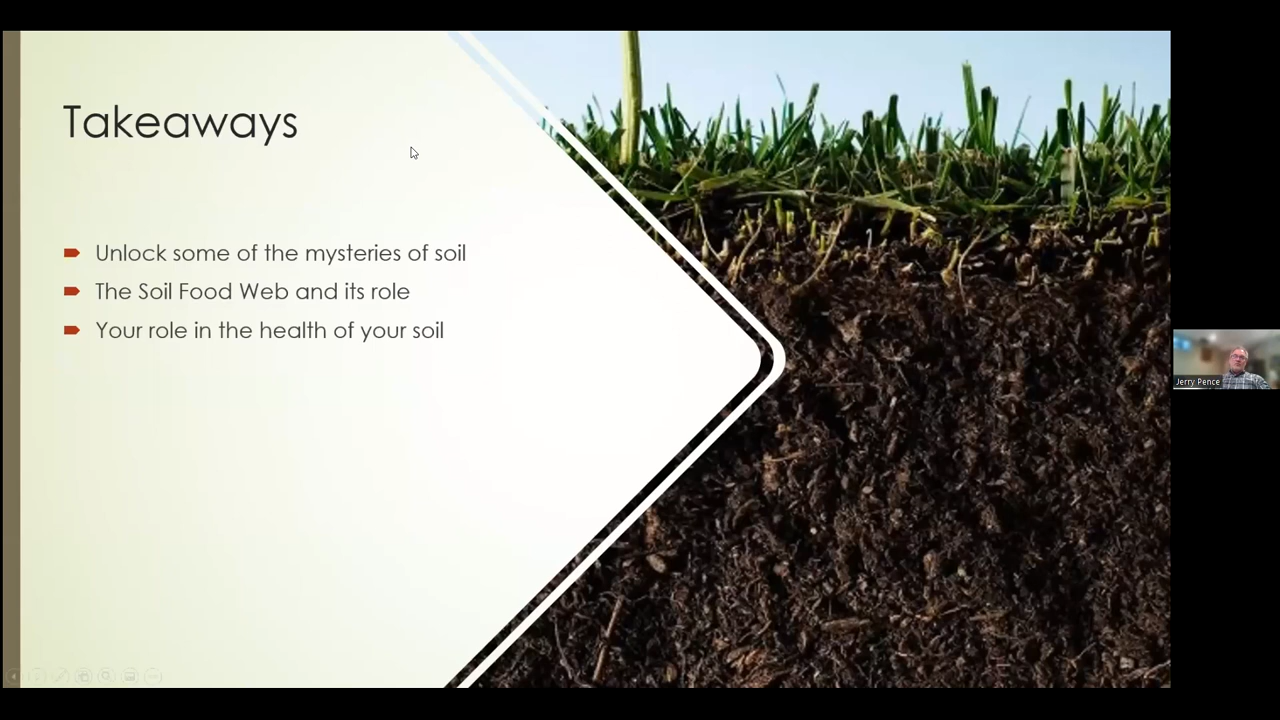 Takeaways
Unlock some of the mysteries of soil
The Soil Food Web and its role
Your role in the health of your soil
Jerry Pence